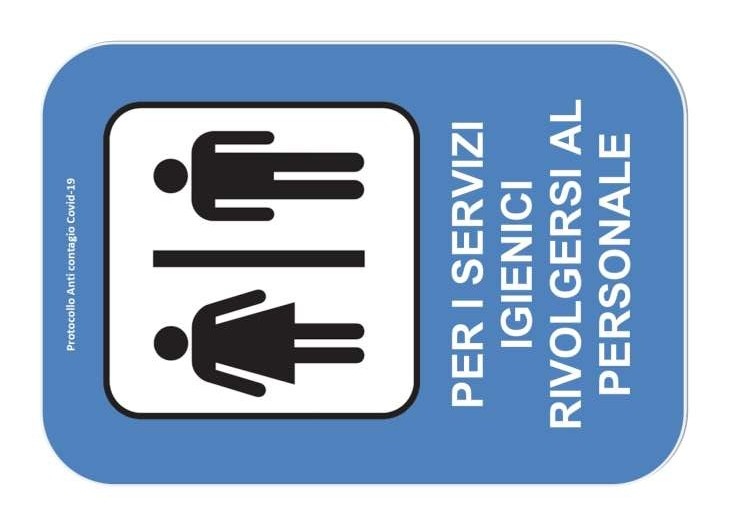 Protocollo Anti contagio Covid-19
PER I SERVIZI
IGIENICI
RIVOLGERSI AL
PERSONALE